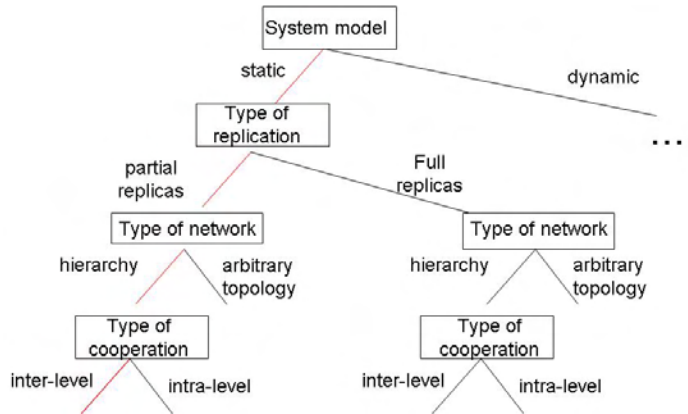 System model
static
dynamic
Type of
replication
...
partial
replicas
Full
replicas
Type of network
Type of network
hierarchy
arbitrary
topology
hierarchy
arbitrary
topology
Type of
cooperation
Type of
cooperation
inter-level
intra-level
inter-level
intra-level